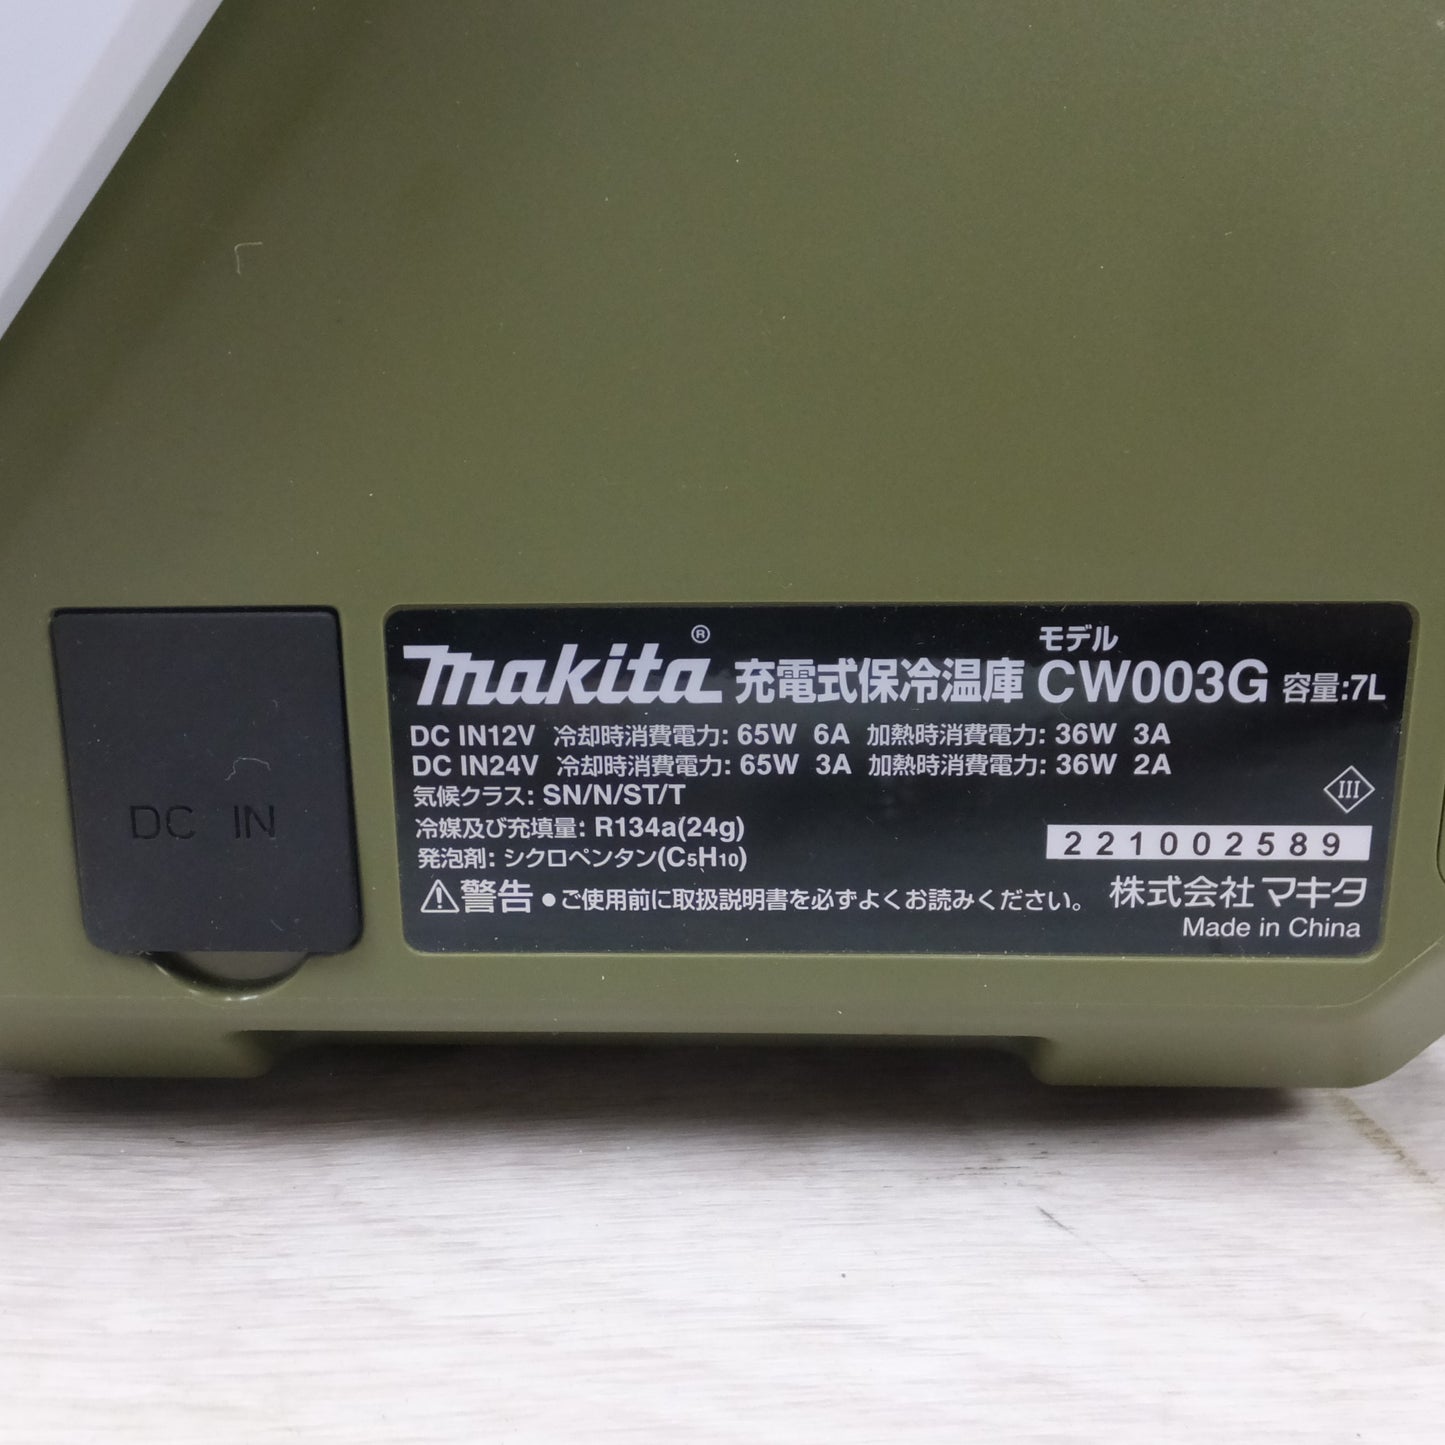 makita® 充電式保冷温庫 モデル CW003G 容量:7L
DC IN12V 冷却時消費電力: 65W 6A 加熱時消費電力: 36W 3A
DC IN24V 冷却時消費電力: 65W 3A 加熱時消費電力: 36W 2A
気候クラス: SN/N/ST/T
III
冷媒及び充填量: R134a(24g)
221002589
発泡剤: シクロペンタン(C5H10)
⚠警告 ●ご使用前に取扱説明書を必ずよくお読みください。
株式会社マキタ
Made in China
DC IN